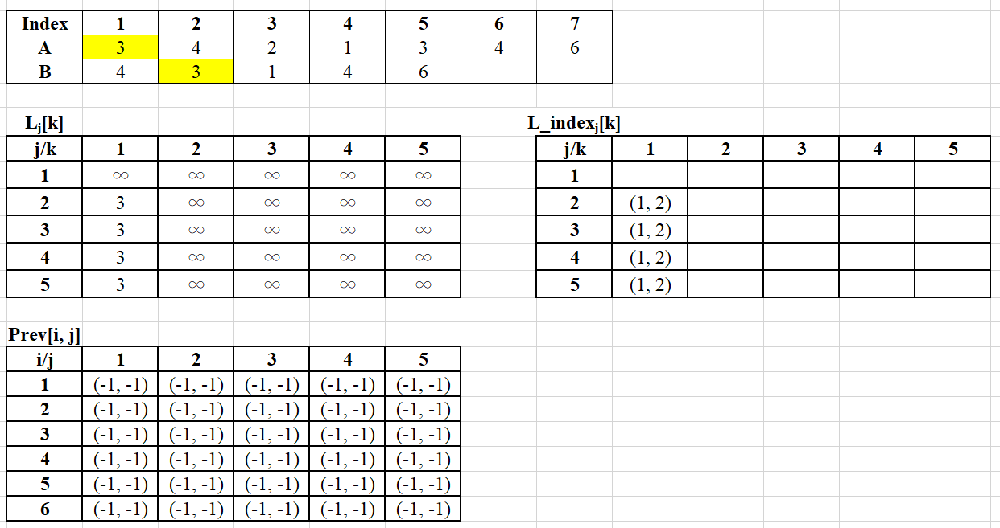 Index 1 2 3 4 5 6 7
A 3 4 2 1 3 4 6
B 4 3 1 4 6
Lj[k] L_indexj[k]
j/k 1 2 3 4 5 j/k 1 2 3 4 5
1 ∞ ∞ ∞ ∞ ∞ 1
2 3 ∞ ∞ ∞ ∞ 2 (1, 2)
3 3 ∞ ∞ ∞ ∞ 3 (1, 2)
4 3 ∞ ∞ ∞ ∞ 4 (1, 2)
5 3 ∞ ∞ ∞ ∞ 5 (1, 2)
Prev[i, j]
i/j 1 2 3 4 5
1 (-1, -1) (-1, -1) (-1, -1) (-1, -1) (-1, -1)
2 (-1, -1) (-1, -1) (-1, -1) (-1, -1) (-1, -1)
3 (-1, -1) (-1, -1) (-1, -1) (-1, -1) (-1, -1)
4 (-1, -1) (-1, -1) (-1, -1) (-1, -1) (-1, -1)
5 (-1, -1) (-1, -1) (-1, -1) (-1, -1) (-1, -1)
6 (-1, -1) (-1, -1) (-1, -1) (-1, -1) (-1, -1)